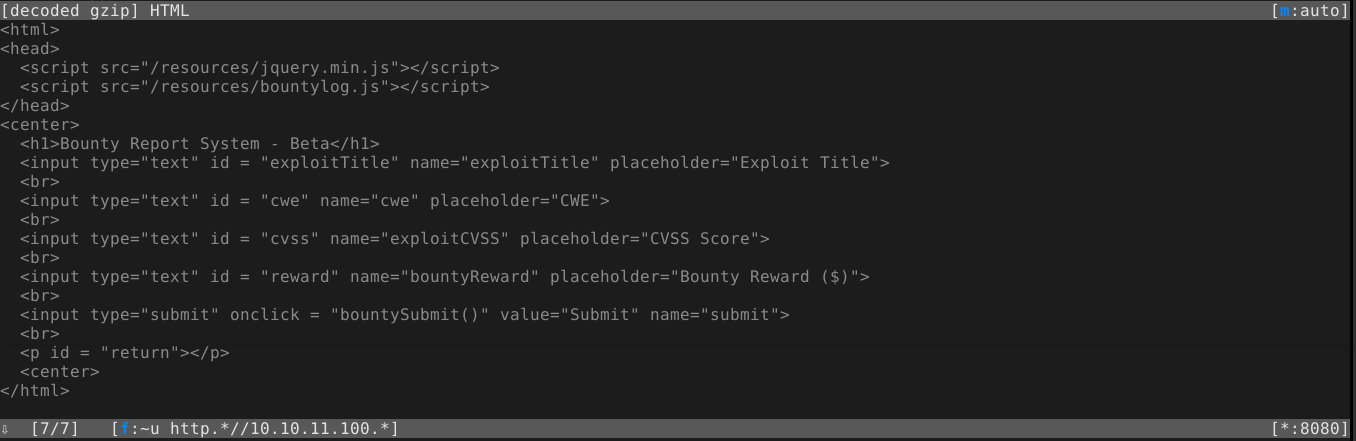 [decoded gzip] HTML [m:auto]
<html>
<head>
  <script src="/resources/jquery.min.js"></script>
  <script src="/resources/bountylog.js"></script>
</head>
<center>
  <h1>Bounty Report System - Beta</h1>
  <input type="text" id = "exploitTitle" name="exploitTitle" placeholder="Exploit Title">
  <br>
  <input type="text" id = "cwe" name="cwe" placeholder="CWE">
  <br>
  <input type="text" id = "cvss" name="exploitCVSS" placeholder="CVSS Score">
  <br>
  <input type="text" id = "reward" name="bountyReward" placeholder="Bounty Reward ($)">
  <br>
  <input type="submit" onclick = "bountySubmit()" value="Submit" name="submit">
  <br>
  <p id = "return"></p>
  <center>
</html>
⇩  [7/7]   [f:~u http.*//10.10.11.100.*] [*:8080]